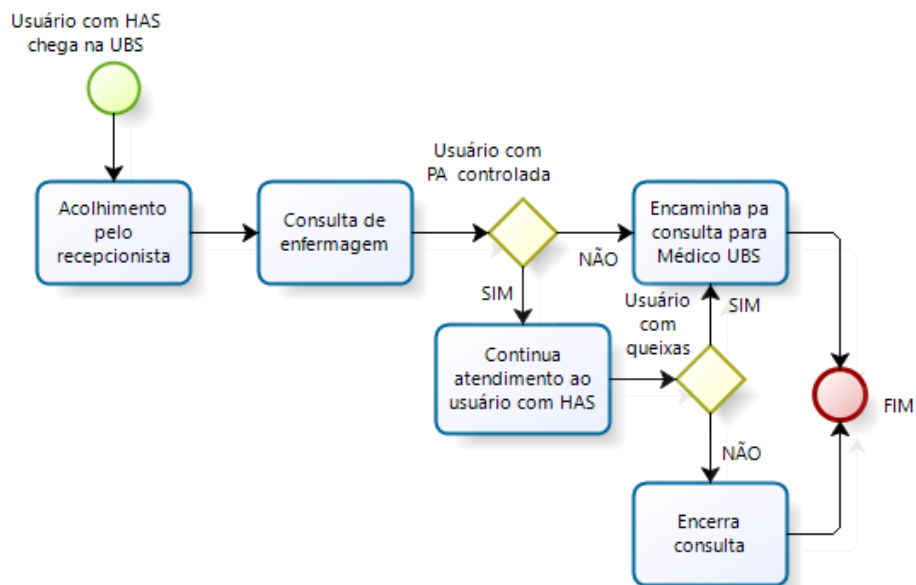 Usuário com HAS
chega na UBS
Acolhimento
pelo
recepcionista
Consulta de
enfermagem
Usuário com
PA controlada
NÃO
SIM
Encaminha pa
consulta para
Médico UBS
Continua
atendimento ao
usuário com HAS
Usuário
com
queixas
SIM
NÃO
Encerra
consulta
FIM